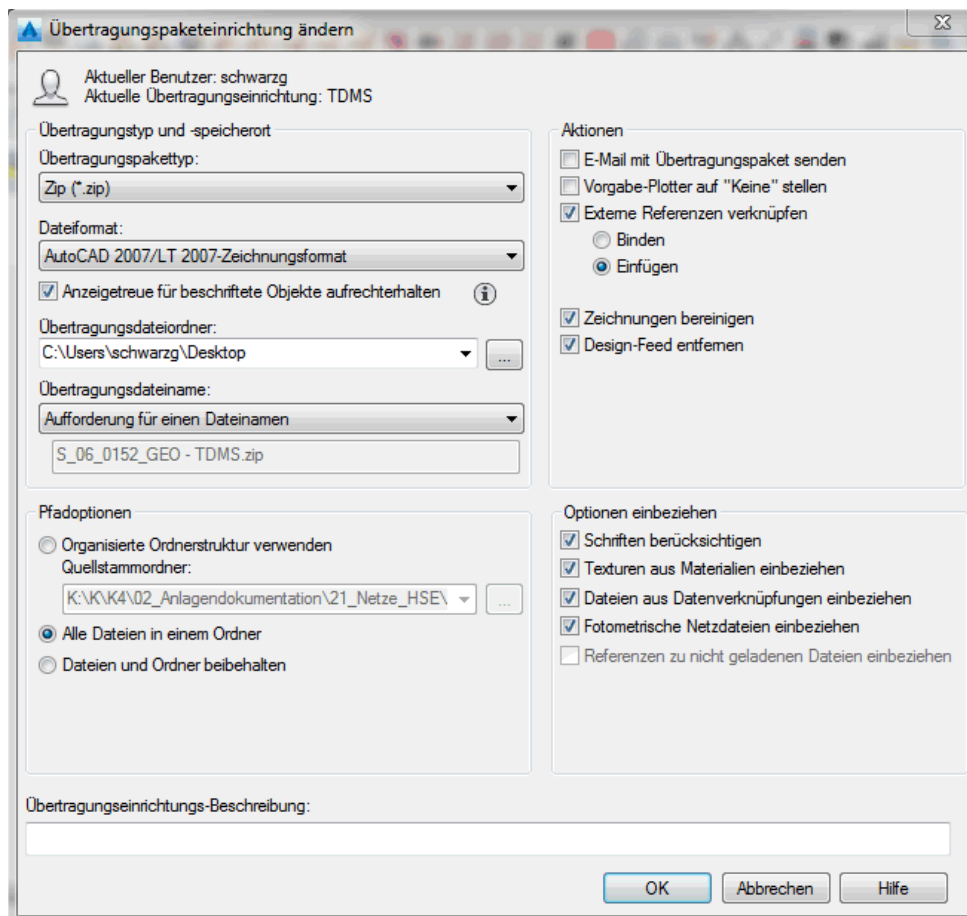 Übertragungspaketeinrichtung ändern
Aktueller Benutzer: schwarzg
Aktuelle Übertragungseinrichtung: TDMS
Übertragungstyp und -speicherort
Übertragungspakettyp:
Zip (*.zip)
Dateiformat:
AutoCAD 2007/LT 2007-Zeichnungsformat
Anzeigetreue für beschriftete Objekte aufrechterhalten
Übertragungsdateiordner:
C:\Users\schwarzg\Desktop
...
Übertragungsdateiname:
Aufforderung für einen Dateinamen
S_06_0152_GEO - TDMS.zip
Aktionen
E-Mail mit Übertragungspaket senden
Vorgabe-Plotter auf "Keine" stellen
Externe Referenzen verknüpfen
Binden
Einfügen
Zeichnungen bereinigen
Design-Feed entfernen
Pfadoptionen
Organisierte Ordnerstruktur verwenden
Quellstammordner:
K:\K\K4\02_Anlagendokumentation\21_Netze_HSE\
...
Alle Dateien in einem Ordner
Dateien und Ordner beibehalten
Optionen einbeziehen
Schriften berücksichtigen
Texturen aus Materialien einbeziehen
Dateien aus Datenverknüpfungen einbeziehen
Fotometrische Netzdateien einbeziehen
Referenzen zu nicht geladenen Dateien einbeziehen
Übertragungseinrichtungs-Beschreibung:
OK
Abbrechen
Hilfe